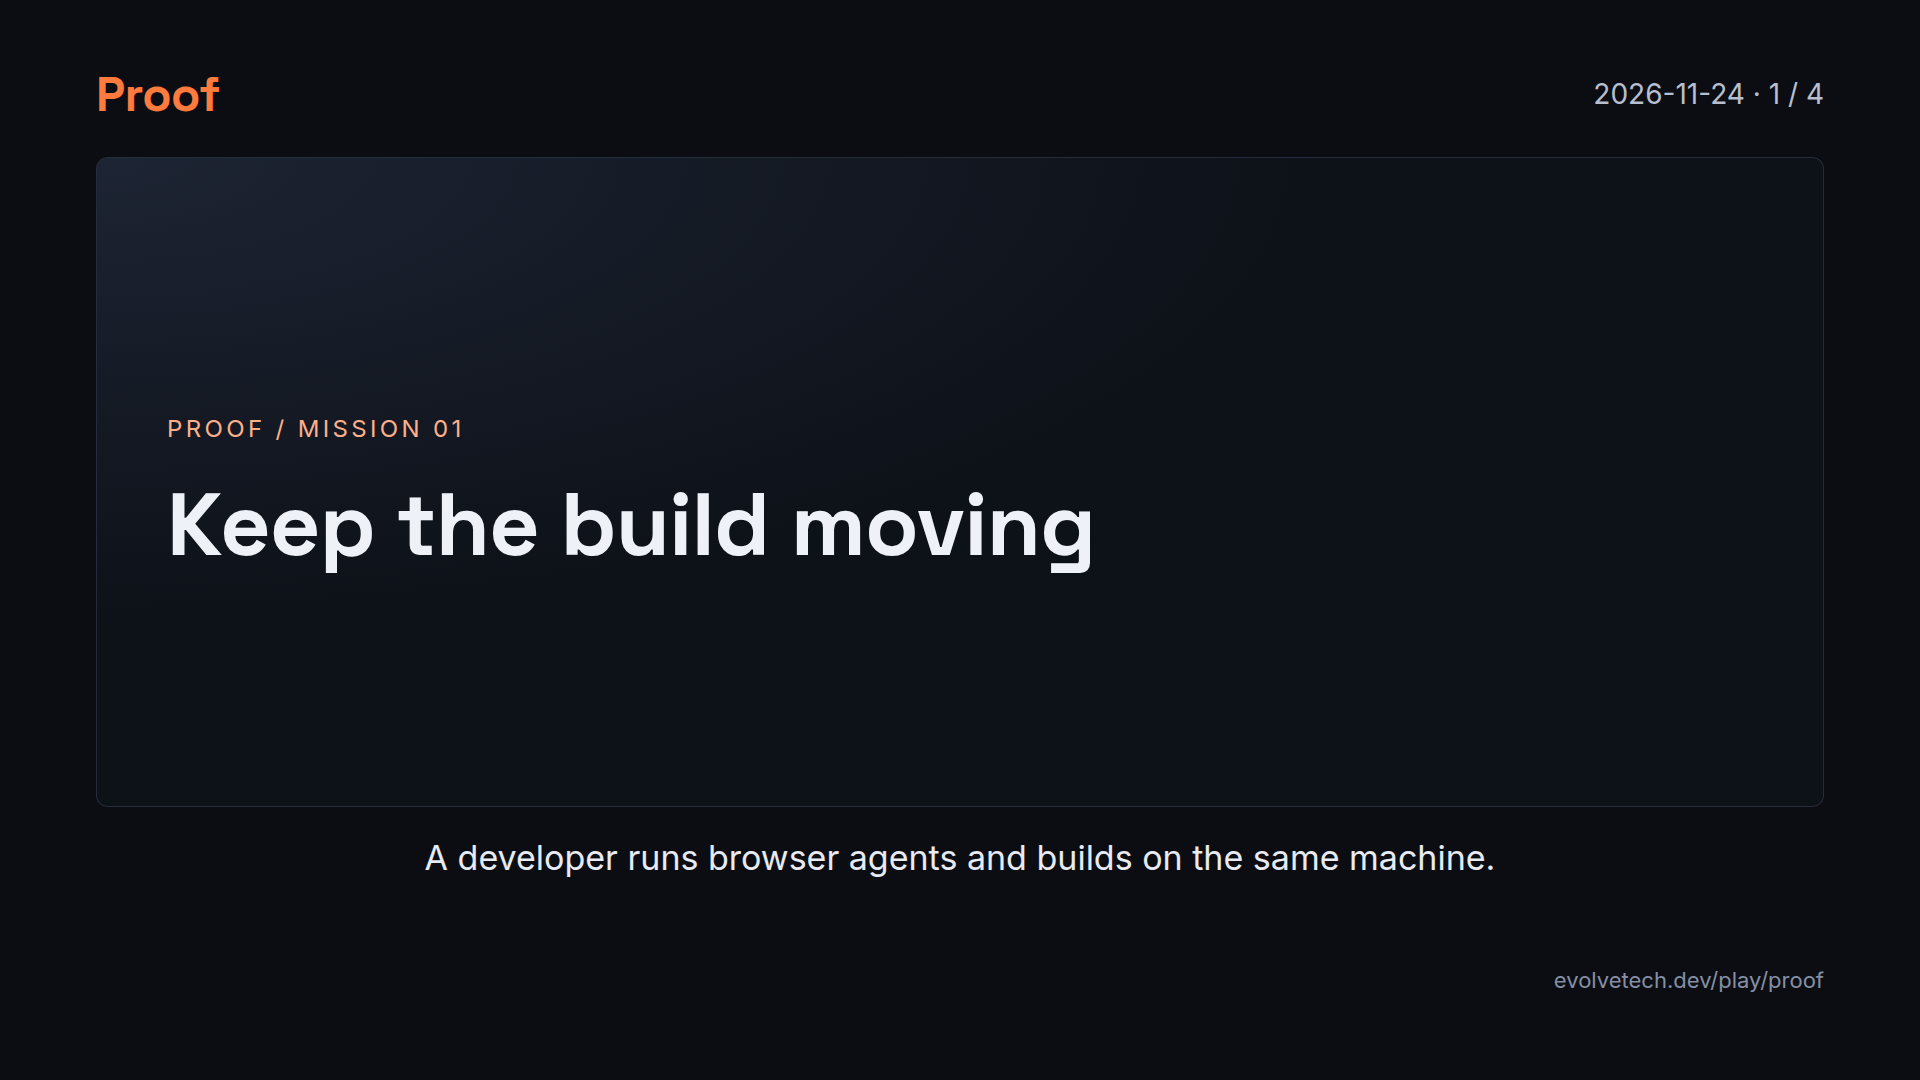 Proof
2026-11-24 · 1 / 4
PROOF / MISSION 01
Keep the build moving
A developer runs browser agents and builds on the same machine.
evolvetech.dev/play/proof